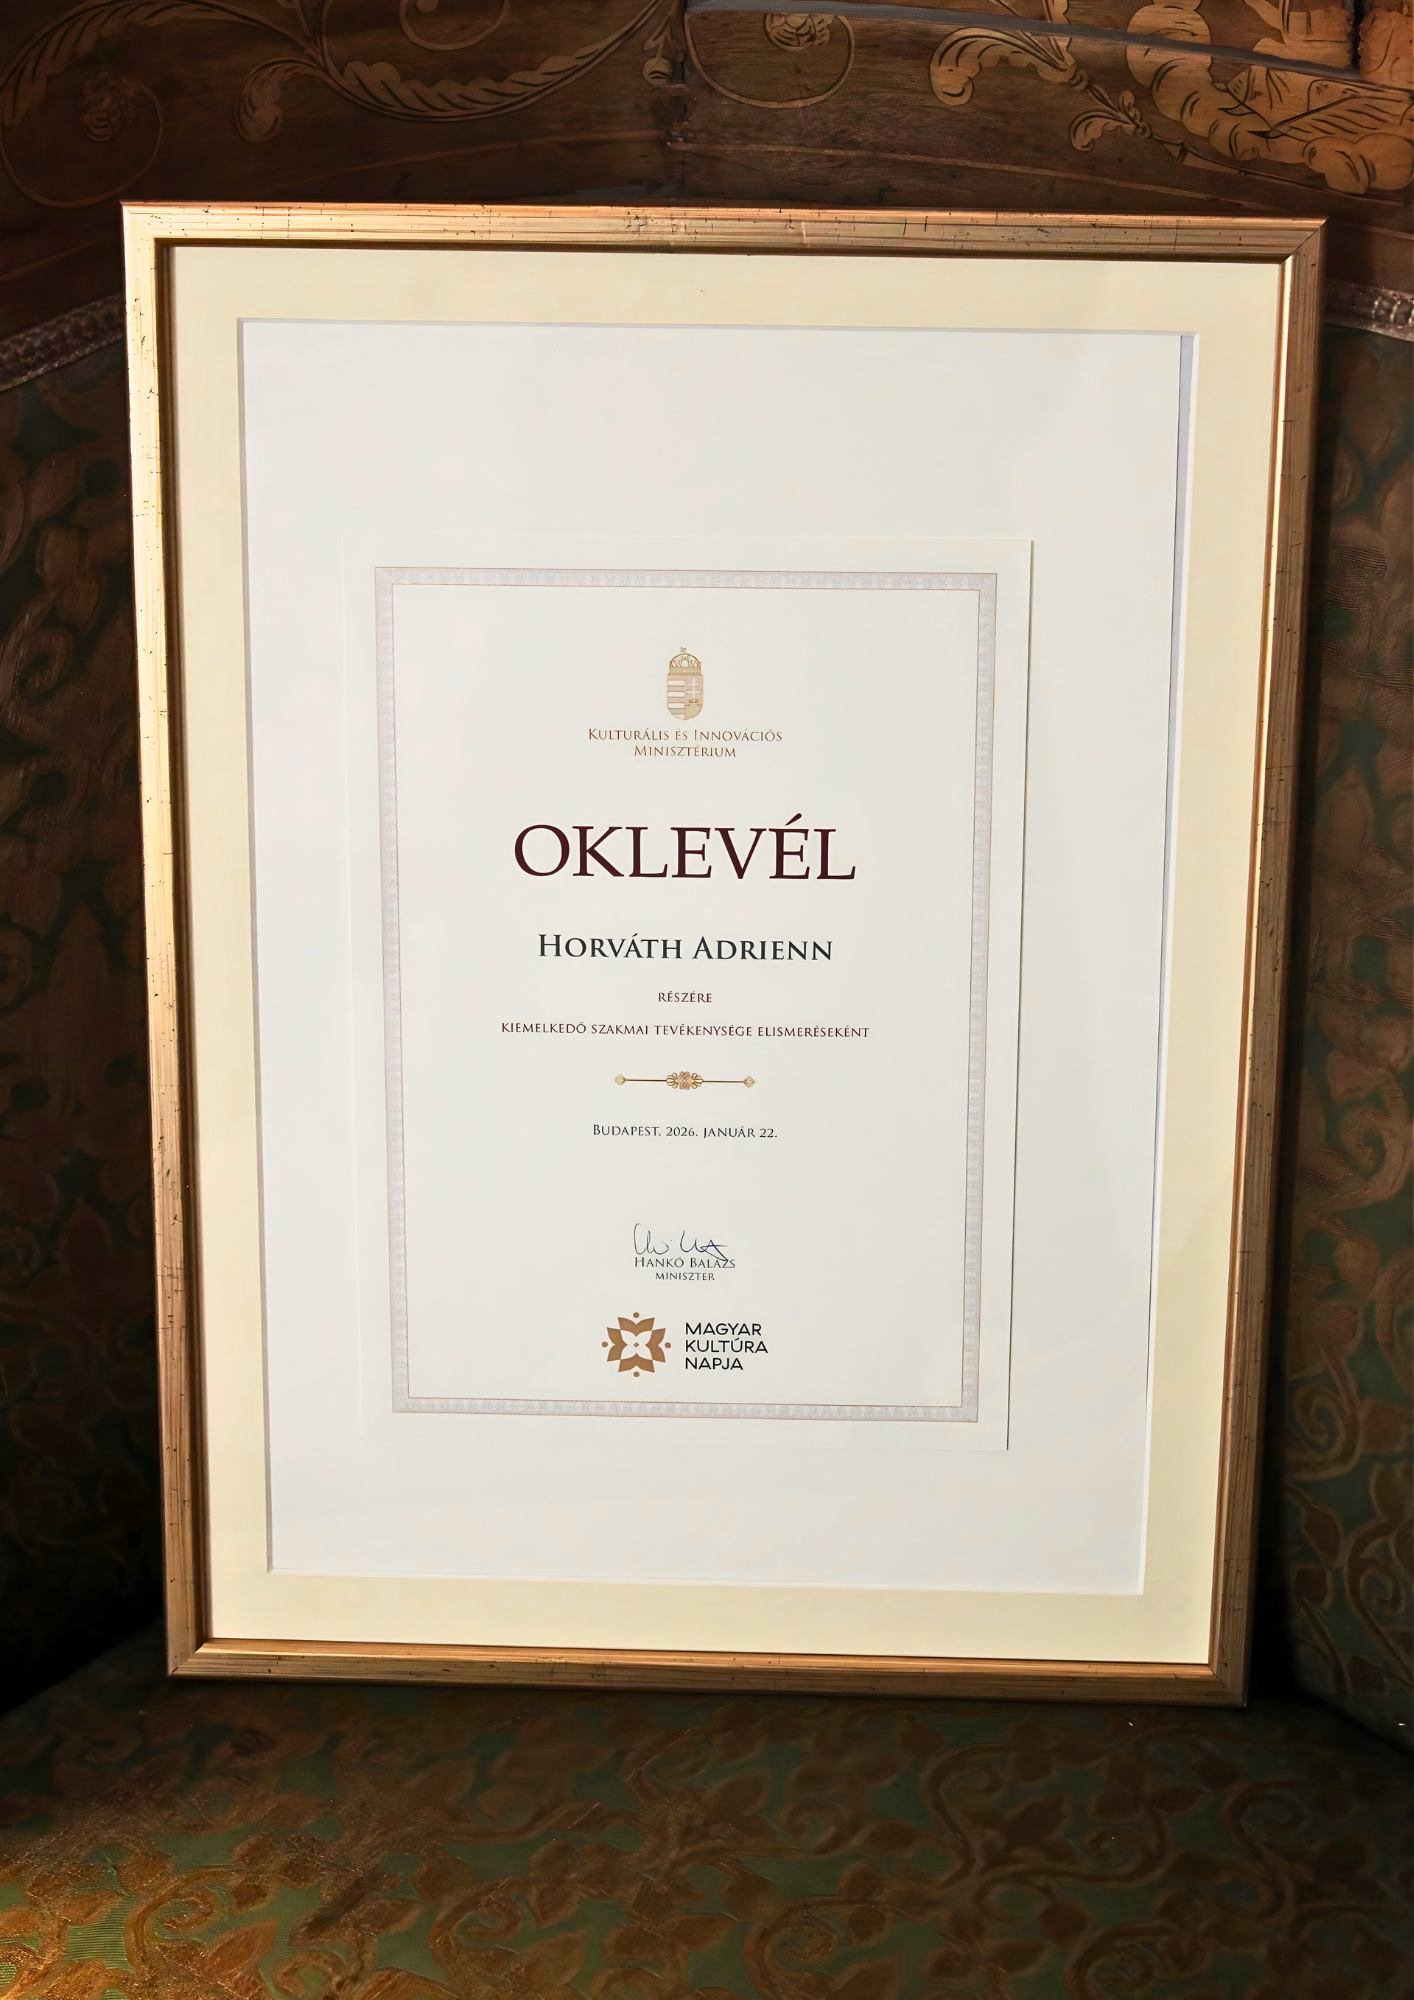 Kulturális és Innovációs
Minisztérium
OKLEVÉL
Horváth Adrienn
részére
kiemelkedő szakmai tevékenysége elismeréseként
Budapest, 2026. január 22.
Hankó Balázs
miniszter
MAGYAR
KULTÚRA
NAPJA